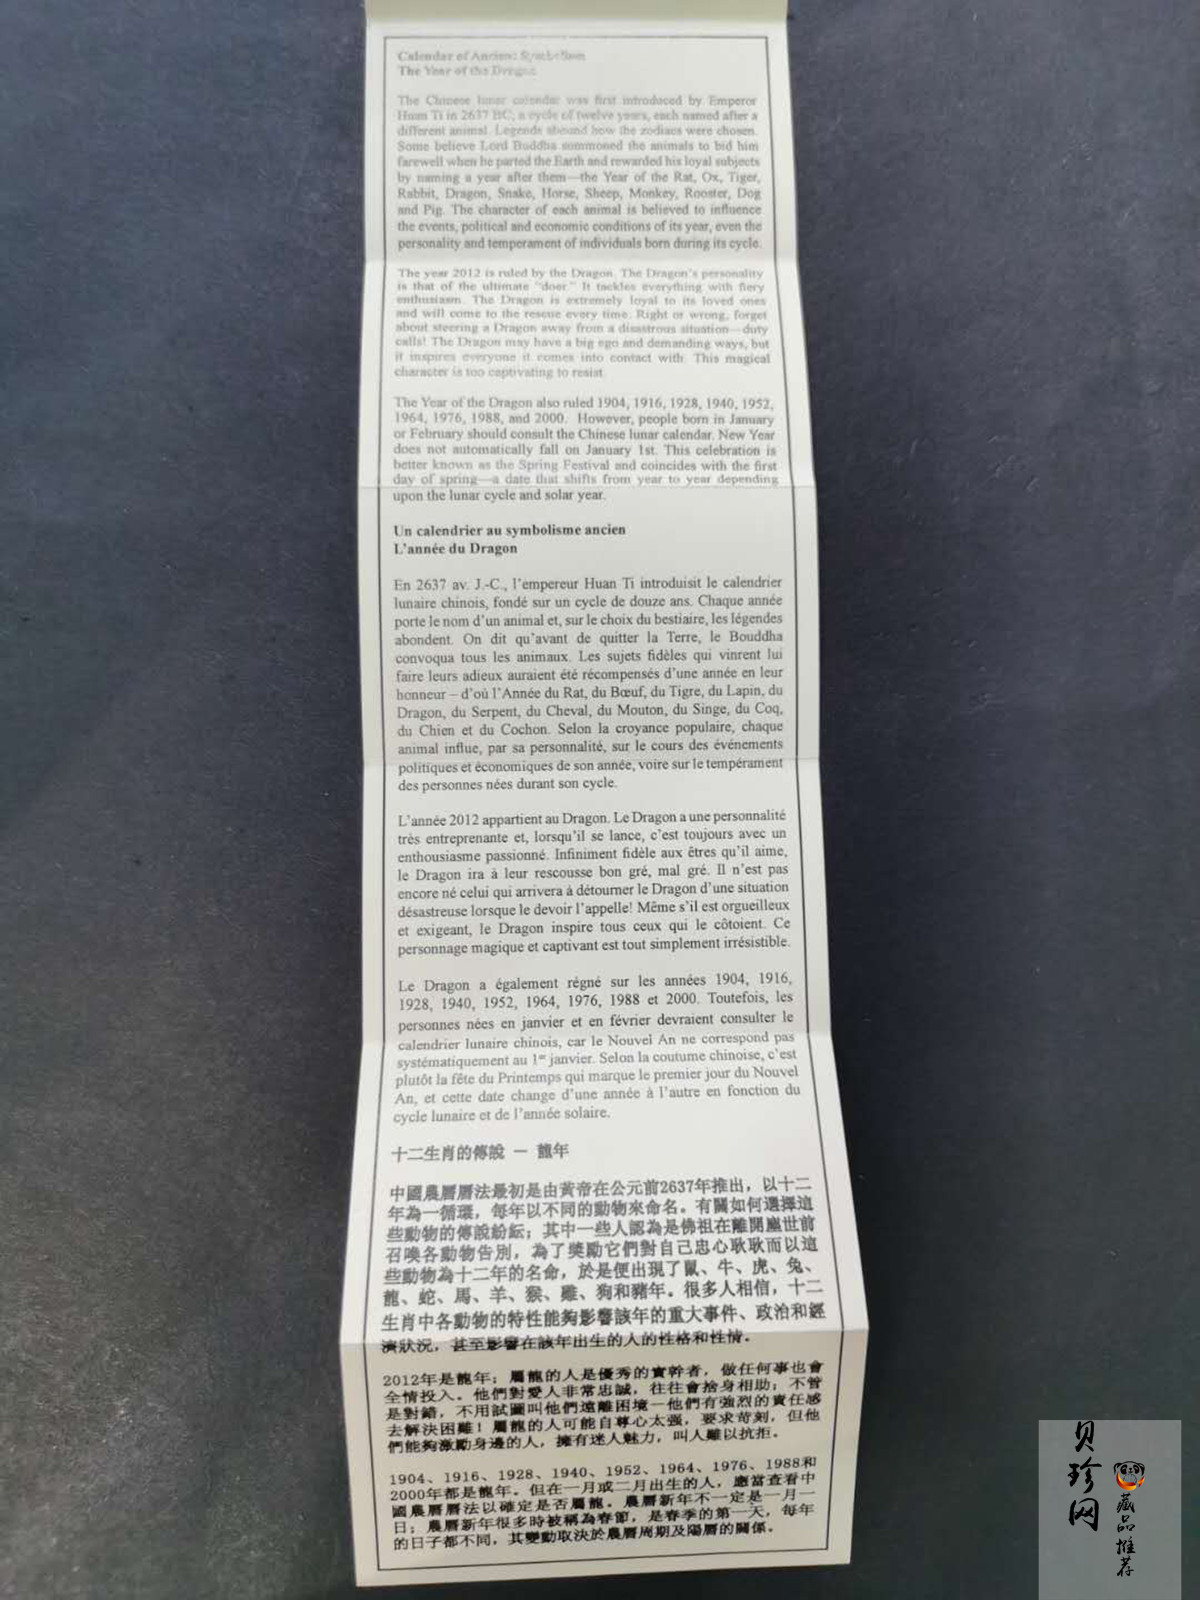 Calendar of Ancient Symbolism
The Year of the Dragon
The Chinese lunar calendar was first introduced by Emperor
Huan Ti in 2637 BC, a cycle of twelve years, each named after a
different animal. Legends abound how the zodiacs were chosen.
Some believe Lord Buddha summoned the animals to bid him
farewell when he parted the Earth and rewarded his loyal subjects
by naming a year after them—the Year of the Rat, Ox, Tiger,
Rabbit, Dragon, Snake, Horse, Sheep, Monkey, Rooster, Dog
and Pig. The character of each animal is believed to influence
the events, political and economic conditions of its year, even the
personality and temperament of individuals born during its cycle.
The year 2012 is ruled by the Dragon. The Dragon's personality
is that of the ultimate "doer." It tackles everything with fiery
enthusiasm. The Dragon is extremely loyal to its loved ones
and will come to the rescue every time. Right or wrong, forget
about steering a Dragon away from a disastrous situation—duty
calls! The Dragon may have a big ego and demanding ways, but
it inspires everyone it comes into contact with. This magical
character is too captivating to resist.
The Year of the Dragon also ruled 1904, 1916, 1928, 1940, 1952,
1964, 1976, 1988, and 2000. However, people born in January
or February should consult the Chinese lunar calendar. New Year
does not automatically fall on January 1st. This celebration is
better known as the Spring Festival and coincides with the first
day of spring—a date that shifts from year to year depending
upon the lunar cycle and solar year.
Un calendrier au symbolisme ancien
L'année du Dragon
En 2637 av. J.-C., l'empereur Huan Ti introduisit le calendrier
lunaire chinois, fondé sur un cycle de douze ans. Chaque année
porte le nom d'un animal et, sur le choix du bestiaire, les légendes
abondent. On dit qu'avant de quitter la Terre, le Bouddha
convoqua tous les animaux. Les sujets fidèles qui vinrent lui
faire leurs adieux auraient été récompensés d'une année en leur
honneur – d'où l'Année du Rat, du Bœuf, du Tigre, du Lapin, du
Dragon, du Serpent, du Cheval, du Mouton, du Singe, du Coq,
du Chien et du Cochon. Selon la croyance populaire, chaque
animal influe, par sa personnalité, sur le cours des événements
politiques et économiques de son année, voire sur le tempérament
des personnes nées durant son cycle.
L'année 2012 appartient au Dragon. Le Dragon a une personnalité
très entreprenante et, lorsqu'il se lance, c'est toujours avec un
enthousiasme passionné. Infiniment fidèle aux êtres qu'il aime,
le Dragon ira à leur rescousse bon gré, mal gré. Il n'est pas
encore né celui qui arrivera à détourner le Dragon d'une situation
désastreuse lorsque le devoir l'appelle! Même s'il est orgueilleux
et exigeant, le Dragon inspire tous ceux qui le côtoient. Ce
personnage magique et captivant est tout simplement irrésistible.
Le Dragon a également régné sur les années 1904, 1916,
1928, 1940, 1952, 1964, 1976, 1988 et 2000. Toutefois, les
personnes nées en janvier et en février devraient consulter le
calendrier lunaire chinois, car le Nouvel An ne correspond pas
systématiquement au 1er janvier. Selon la coutume chinoise, c'est
plutôt la fête du Printemps qui marque le premier jour du Nouvel
An, et cette date change d'une année à l'autre en fonction du
cycle lunaire et de l'année solaire.
十二生肖的傳說 － 龍年
中國農曆曆法最初是由黃帝在公元前2637年推出，以十二
年為一循環，每年以不同的動物來命名。有關如何選擇這
些動物的傳說紛紜；其中一些人認為是佛祖在離開塵世前
召喚各動物告別，為了獎勵它們對自己忠心耿耿而以這
些動物為十二年的名命，於是便出現了鼠、牛、虎、兔、
龍、蛇、馬、羊、猴、雞、狗和豬年。很多人相信，十二
生肖中各動物的特性能夠影響該年的重大事件、政治和經
濟狀況，甚至影響在該年出生的人的性格和性情。
2012年是龍年；屬龍的人是優秀的實幹者，做任何事也會
全情投入。他們對愛人非常忠誠，往往會捨身相助；不管
是對錯，不用試圖叫他們遠離困境－他們有強烈的責任感
去解決困難！屬龍的人可能自尊心太强，要求苛刻，但他
們能夠激勵身邊的人，擁有迷人魅力，叫人難以抗拒。
1904、1916、1928、1940、1952、1964、1976、1988和
2000年都是龍年。但在一月或二月出生的人，應當查看中
國農曆曆法以確定是否屬龍。農曆新年不一定是一月一
日；農曆新年很多時被稱為春節，是春季的第一天，每年
的日子都不同，其變動取決於農曆周期及陽曆的關係。
贝珍网
藏品推荐